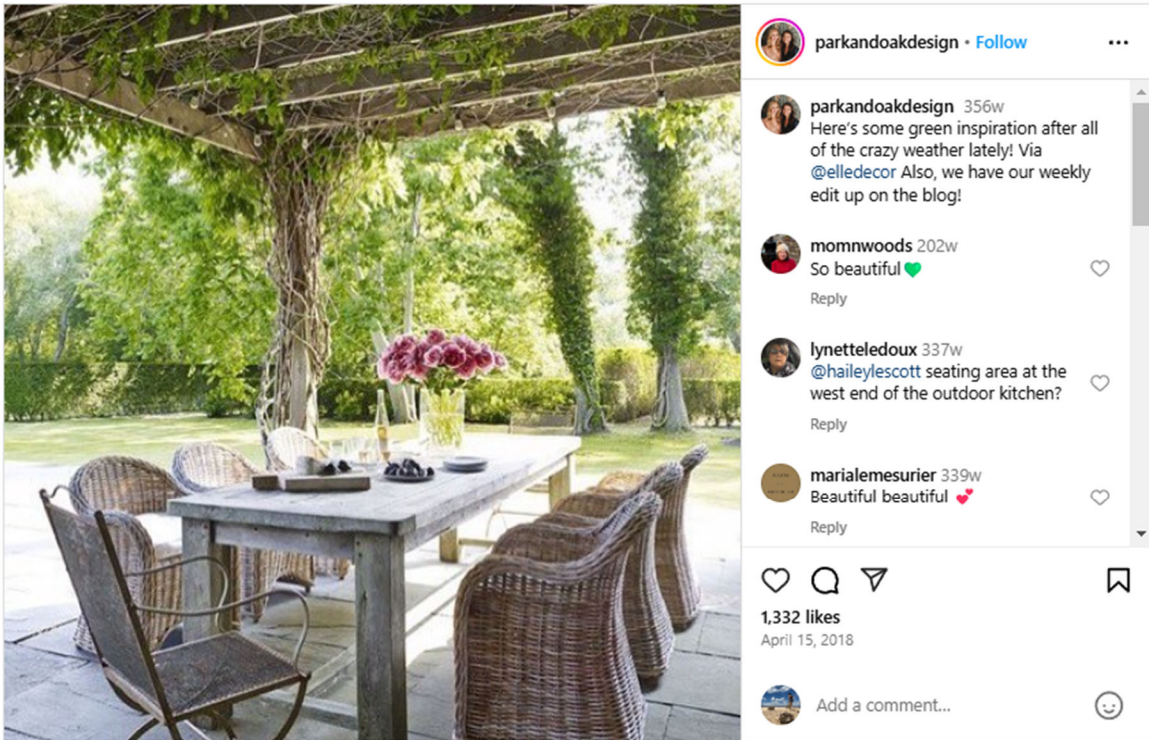 parkandoakdesign • Follow
parkandoakdesign 356w
Here's some green inspiration after all
of the crazy weather lately! Via
@elledecor Also, we have our weekly
edit up on the blog!
momnwoods 202w
So beautiful💚
Reply
lynetteledoux 337w
@haileylescott seating area at the
west end of the outdoor kitchen?
Reply
marialemesurier 339w
Beautiful beautiful 💕
Reply
1,332 likes
April 15, 2018
Add a comment...